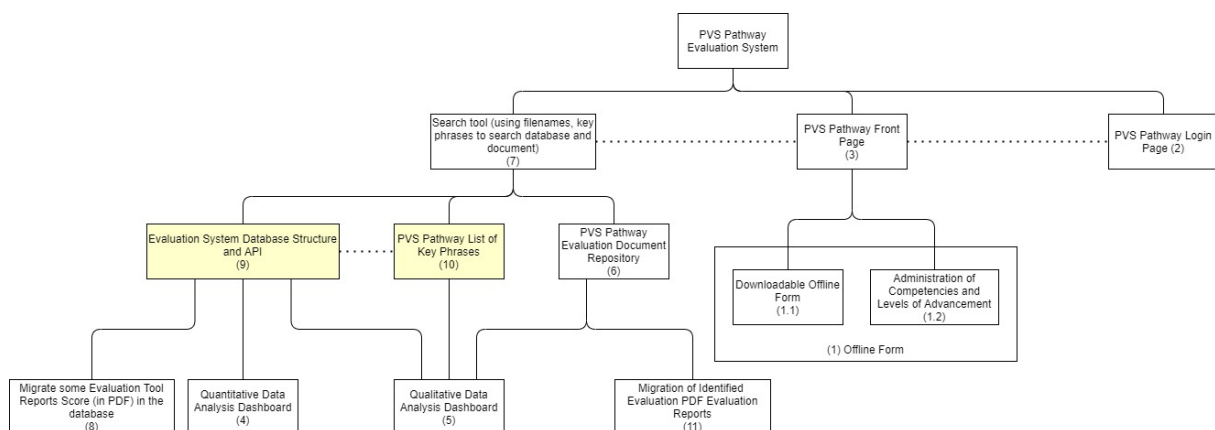 PVS Pathway
Evaluation System
Search tool (using filenames, key
phrases to search database and
document)
(7)
PVS Pathway Front
Page
(3)
PVS Pathway Login
Page (2)
Evaluation System Database Structure
and API
(9)
PVS Pathway List of
Key Phrases
(10)
PVS Pathway
Evaluation Document
Repository
(6)
Downloadable Offline
Form
(1.1)
Administration of
Competencies and
Levels of Advancement
(1.2)
(1) Offline Form
Migrate some Evaluation Tool
Reports Score (in PDF) in the
database
(8)
Quantitative Data
Analysis Dashboard
(4)
Qualitative Data
Analysis Dashboard
(5)
Migration of Identified
Evaluation PDF Evaluation
Reports
(11)